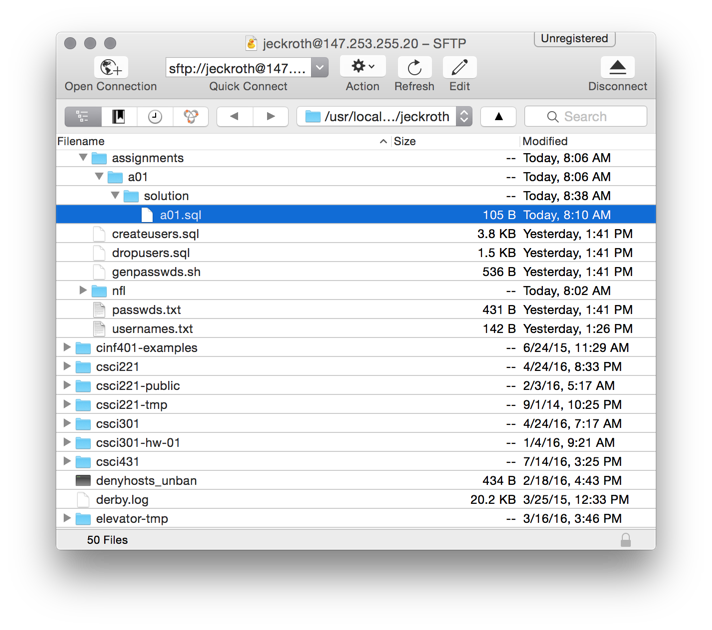 jeckroth@147.253.255.20 – SFTP
Unregistered
sftp://jeckroth@147....
Open Connection Quick Connect Action Refresh Edit Disconnect
/usr/local.../jeckroth Search
Filename Size Modified
assignments -- Today, 8:06 AM
a01 -- Today, 8:06 AM
solution -- Today, 8:38 AM
a01.sql 105 B Today, 8:10 AM
createusers.sql 3.8 KB Yesterday, 1:41 PM
dropusers.sql 1.5 KB Yesterday, 1:41 PM
genpasswds.sh 536 B Yesterday, 1:41 PM
nfl -- Today, 8:02 AM
passwds.txt 431 B Yesterday, 1:41 PM
usernames.txt 142 B Yesterday, 1:26 PM
cinf401-examples -- 6/24/15, 11:29 AM
csci221 -- 4/24/16, 8:33 PM
csci221-public -- 2/3/16, 5:17 AM
csci221-tmp -- 9/1/14, 10:25 PM
csci301 -- 4/24/16, 7:17 AM
csci301-hw-01 -- 1/4/16, 9:21 AM
csci431 -- 7/14/16, 3:25 PM
denyhosts_unban 434 B 2/18/16, 4:43 PM
derby.log 20.2 KB 3/25/15, 12:33 PM
elevator-tmp -- 3/16/16, 3:46 PM
50 Files